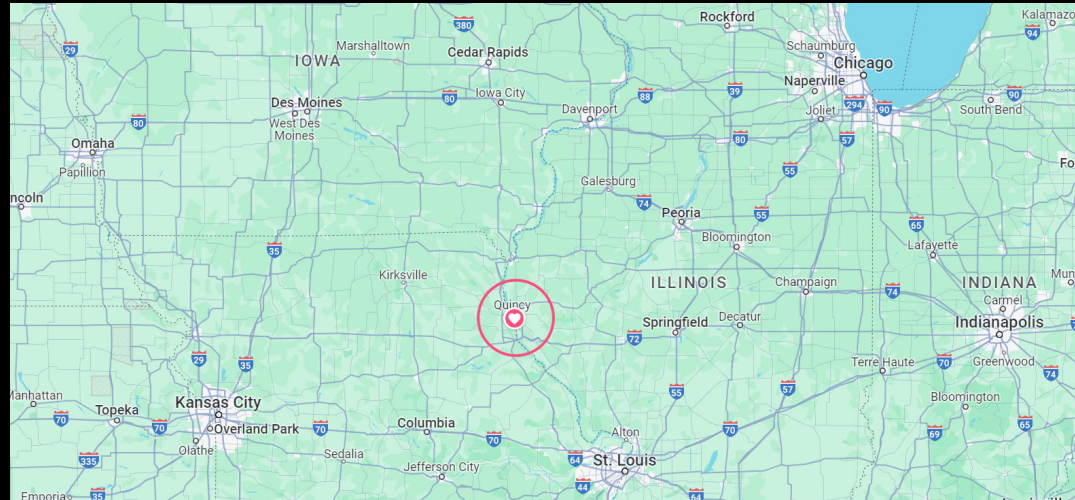 Rockford
Kalamazo
380
94
29
Marshalltown
Schaumburg
IOWA
Cedar Rapids
Chicago
Naperville
80
Iowa City
88
39
90
Des Moines
294
90
Davenport
South Bend
Joliet
80
West Des
Moines
57
80
Omaha
Fo
55
Papillion
Galesburg
ncoln
74
Peoria
55
65
Bloomington
Lafayette
35
Kirksville
ILLINOIS
Champaign
INDIANA
Mun
74
Carmel
Quincy
Springfield
Decatur
Indianapolis
72
29
35
Terre Haute
70
Greenwood
74
Manhattan
55
57
Bloomington
Kansas City
Topeka
70
70
Overland Park
70
Columbia
70
70
65
Alton
69
Olathe
Sedalia
335
64
St. Louis
Jefferson City
44
64
Emporia
35